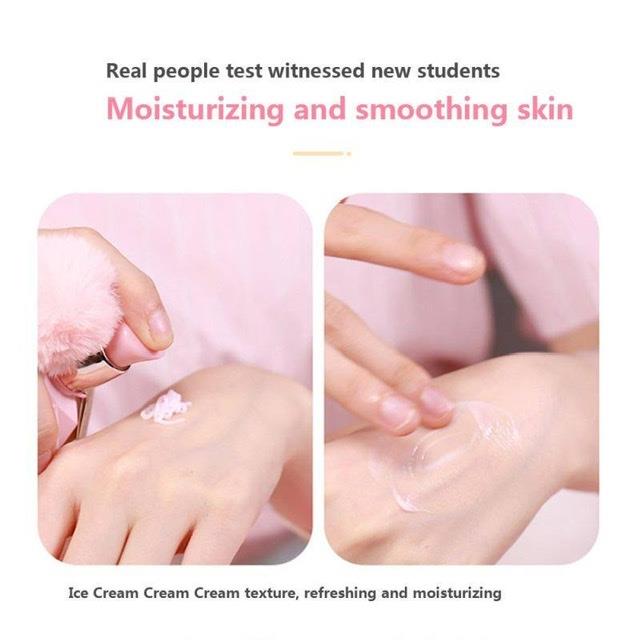 Real people test witnessed new students
Moisturizing and smoothing skin
Ice Cream Cream Cream texture, refreshing and moisturizing